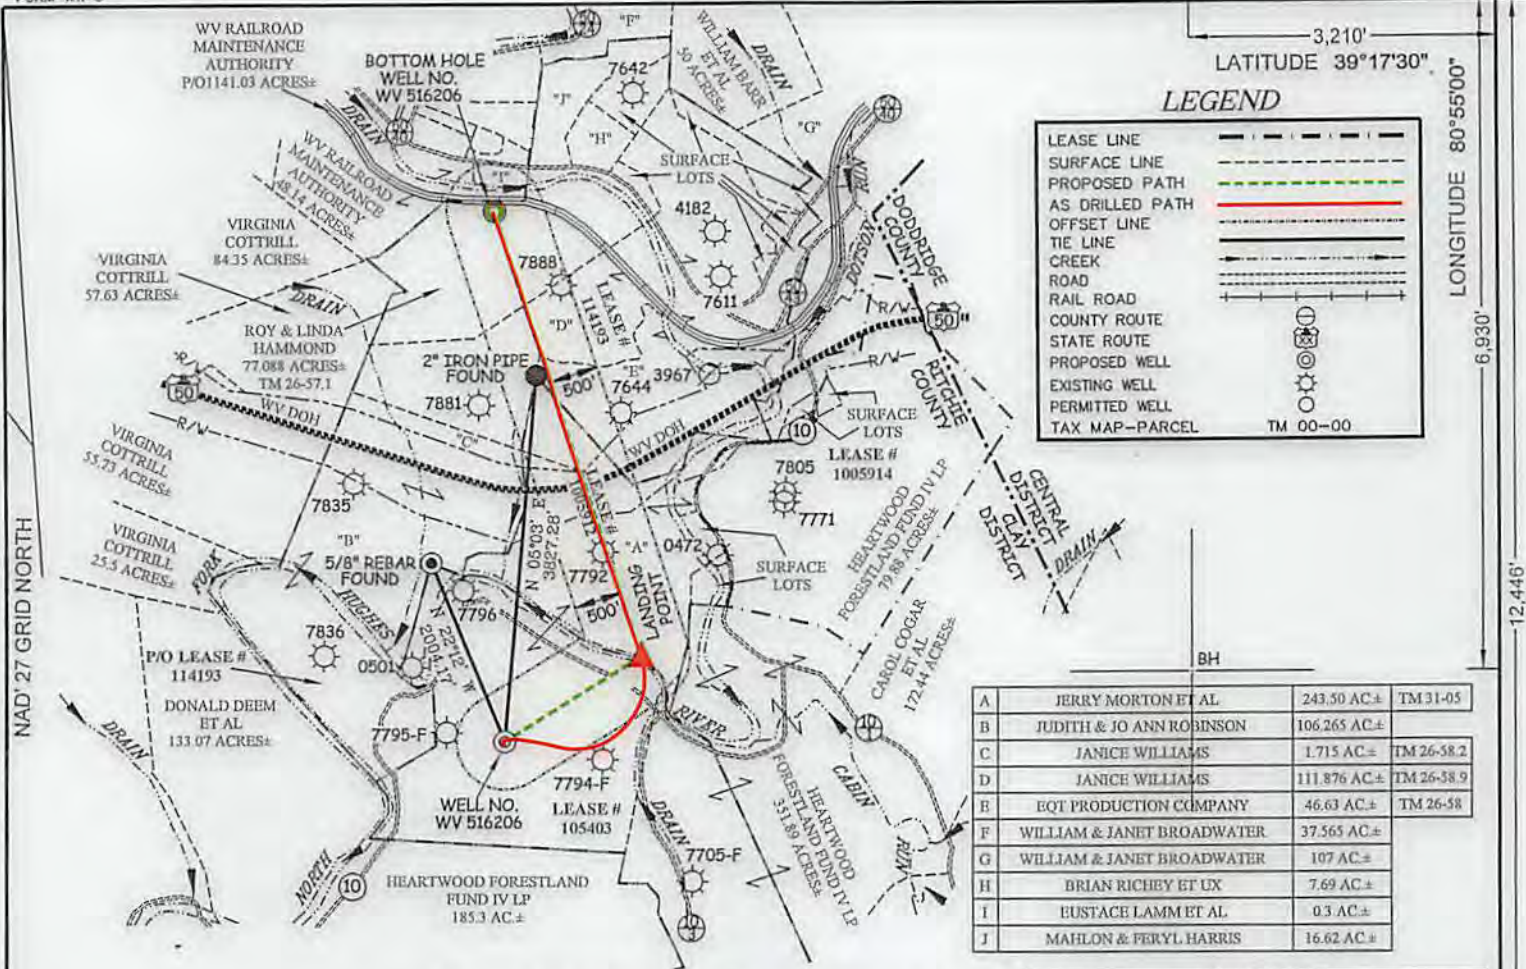 WV RAILROAD
MAINTENANCE
AUTHORITY
P/O1141.03 ACRES±
BOTTOM HOLE
WELL NO.
WV 516206
"F"
7642
WILLIAM BARR
ET AL
50 ACRES±
DRAIN
"J"
"H"
"G"
SURFACE
LOTS
3,210'
LATITUDE 39°17'30"
LONGITUDE 80°55'00"
6,930'
12,446'
LEGEND
LEASE LINE
SURFACE LINE
PROPOSED PATH
AS DRILLED PATH
OFFSET LINE
TIE LINE
CREEK
ROAD
RAIL ROAD
COUNTY ROUTE
STATE ROUTE
XX
PROPOSED WELL
EXISTING WELL
PERMITTED WELL
TAX MAP-PARCEL TM 00-00
DRAIN
WV RAILROAD
MAINTENANCE
AUTHORITY
48.14 ACRES±
"I"
4182
7611
RUN
DOTSON
DODDRIDGE
COUNTY
RITCHIE
COUNTY
VIRGINIA
COTTRILL
84.35 ACRES±
VIRGINIA
COTTRILL
57.63 ACRES±
DRAIN
7888
LEASE #
114193
"D"
R/W
50
ROY & LINDA
HAMMOND
77.088 ACRES±
TM 26-57.1
2" IRON PIPE
FOUND
500'
"E"
7644
3967
R/W
7881
R/W
50
WV DOH
R/W
"C"
WV DOH
10
SURFACE
LOTS
LEASE #
1005914
VIRGINIA
COTTRILL
55.73 ACRES±
7835
LEASE #
1005912
7805
7771
HEARTWOOD
FORESTLAND FUND IV LP
79.88 ACRES±
CENTRAL
DISTRICT
CLAY
DISTRICT
DRAIN
NAD'27 GRID NORTH
VIRGINIA
COTTRILL
25.5 ACRES±
"B"
5/8" REBAR
FOUND
N 05°03' E
3827.28'
"A"
7792
0472
SURFACE
LOTS
FORK
HUGHES
7796
500'
LANDING
POINT
N 22°12' W
2004.17'
7836
0501
P/O LEASE #
114193
CAROL COGAR
ET AL
172.44 ACRES±
BH
DONALD DEEM
ET AL
133.07 ACRES±
DRAIN
7795-F
RIVER
7794-F
WELL NO.
WV 516206
LEASE #
105403
DRAIN
HEARTWOOD
FORESTLAND FUND IV LP
351.89 ACRES±
CABIN
RUN
7705-F
NORTH
10
HEARTWOOD FORESTLAND
FUND IV LP
185.3 AC.±
A JERRY MORTON ET AL 243.50 AC.± TM 31-05
B JUDITH & JO ANN ROBINSON 106.265 AC.±
C JANICE WILLIAMS 1.715 AC.± TM 26-58.2
D JANICE WILLIAMS 111.876 AC.± TM 26-58.9
E EQT PRODUCTION COMPANY 46.63 AC.± TM 26-58
F WILLIAM & JANET BROADWATER 37.565 AC.±
G WILLIAM & JANET BROADWATER 107 AC.±
H BRIAN RICHEY ET UX 7.69 AC.±
I EUSTACE LAMM ET AL 0.3 AC.±
J MAHLON & FERYL HARRIS 16.62 AC.±